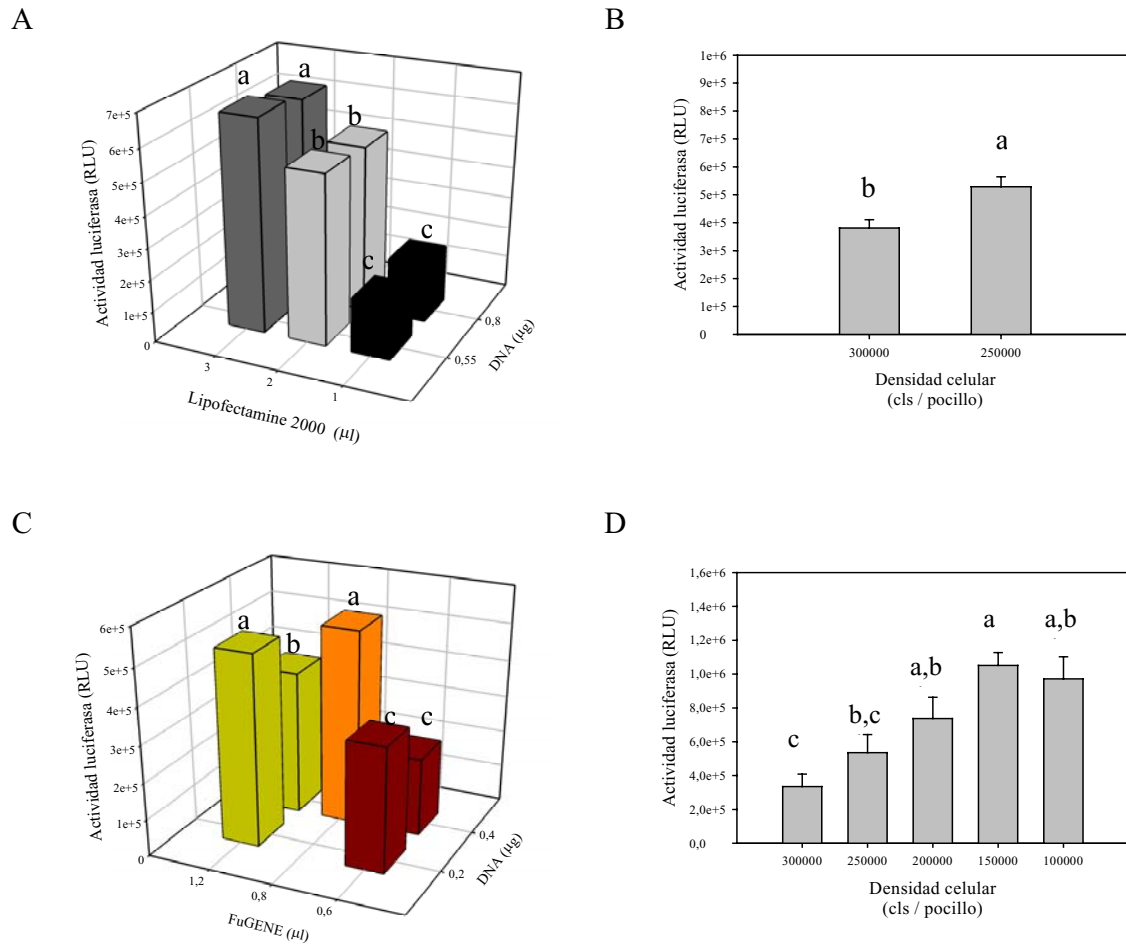 A
Actividad luciferasa (RLU)
7e+5
6e+5
5e+5
4e+5
3e+5
2e+5
1e+5
0
a
a
b
b
c
c
3
2
1
Lipofectamine 2000 (µl)
0,8
0,55
DNA (µg)
B
Actividad luciferasa (RLU)
1e+6
9e+5
8e+5
7e+5
6e+5
5e+5
4e+5
3e+5
2e+5
1e+5
0
b
a
300000 250000
Densidad celular
(cls / pocillo)
C
Actividad luciferasa (RLU)
6e+5
5e+5
4e+5
3e+5
2e+5
1e+5
0
a
b
a
c
c
1,2
0,8
0,6
FuGENE (µl)
0,4
0,2
DNA (µg)
D
Actividad luciferasa (RLU)
1,6e+6
1,4e+6
1,2e+6
1,0e+6
8,0e+5
6,0e+5
4,0e+5
2,0e+5
0,0
c
b,c
a,b
a
a,b
300000 250000 200000 150000 100000
Densidad celular
(cls / pocillo)